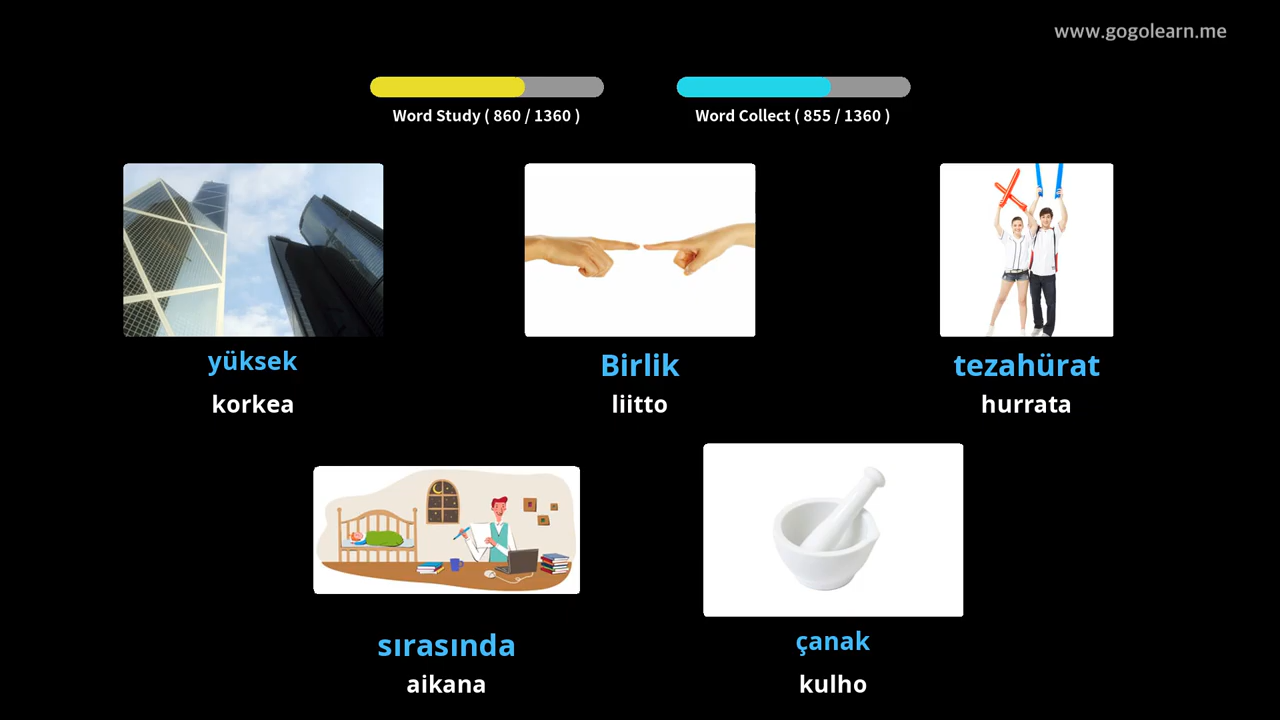 www.gogolearn.me
Word Study ( 860 / 1360 )
Word Collect ( 855 / 1360 )
yüksek
korkea
Birlik
liitto
tezahürat
hurrata
sırasında
aikana
çanak
kulho